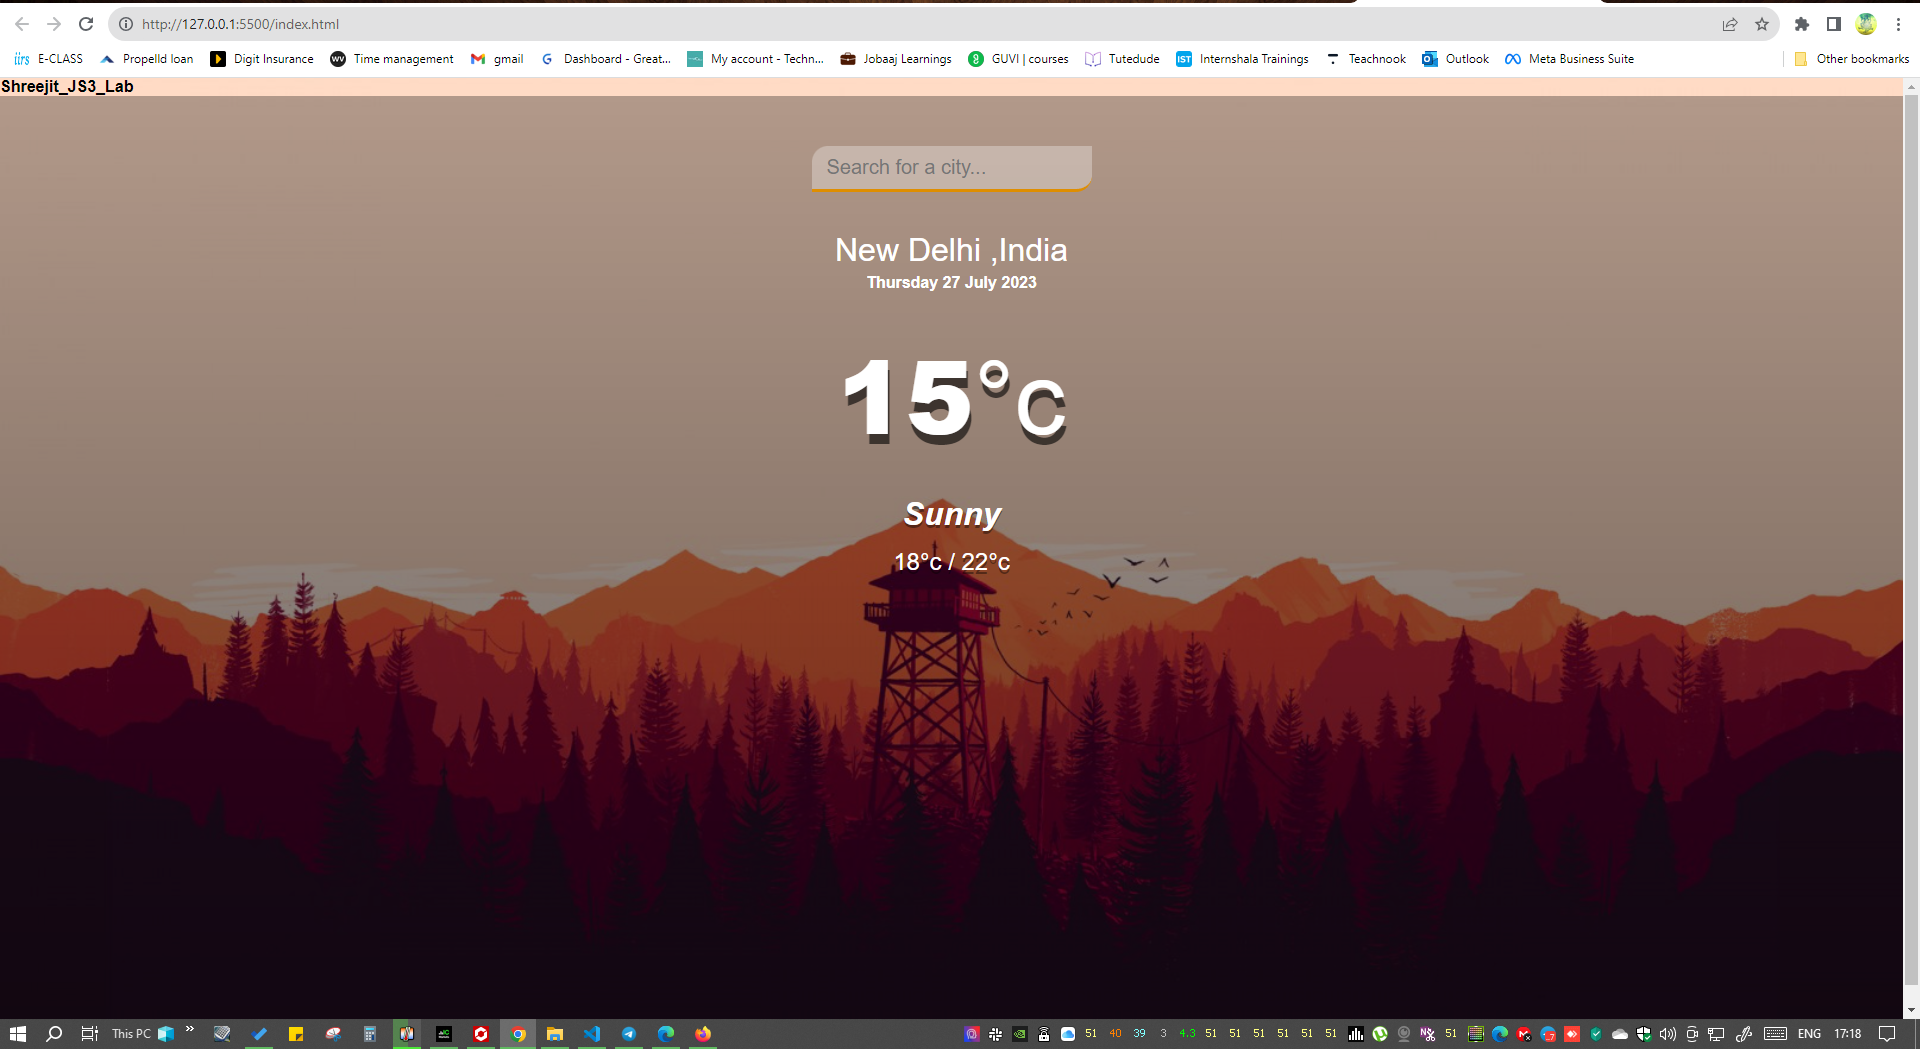 http://127.0.0.1:5500/index.html
E-CLASS Propelld loan Digit Insurance Time management gmail Dashboard - Great... My account - Techn... Jobaaj Learnings GUVI | courses Tutedude Internshala Trainings Teachnook Outlook Meta Business Suite Other bookmarks
Shreejit_JS3_Lab
Search for a city...
New Delhi ,India
Thursday 27 July 2023
15°c
Sunny
18°c / 22°c
This PC 51 40 39 3 4.3 51 51 51 51 51 51 51 ENG 17:18